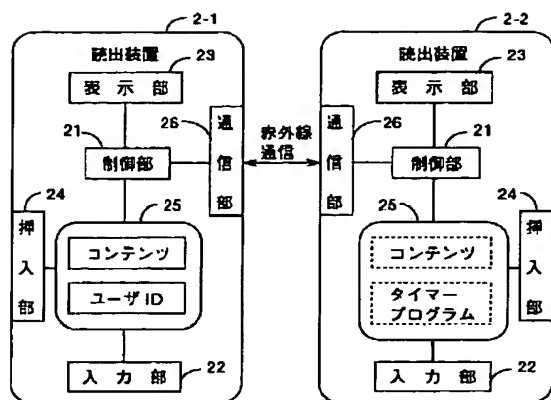 2-1
読出装置
23
表示部
21
制御部
26
通信部
24
挿入部
25
コンテンツ
ユーザID
入力部
22
赤外線
通信
2-2
読出装置
23
表示部
26
通信部
21
制御部
25
24
挿入部
コンテンツ
タイマー
プログラム
入力部
22